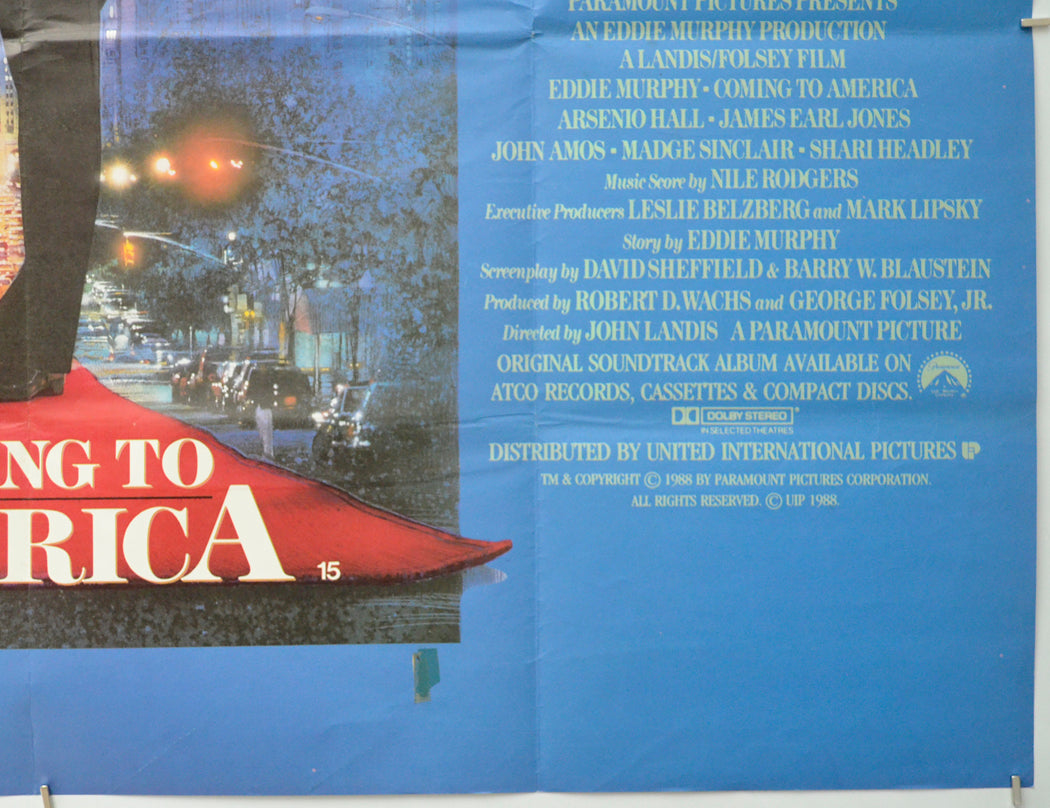 PARAMOUNT PICTURES PRESENTS
AN EDDIE MURPHY PRODUCTION
A LANDIS/FOLSEY FILM
EDDIE MURPHY • COMING TO AMERICA
ARSENIO HALL • JAMES EARL JONES
JOHN AMOS • MADGE SINCLAIR • SHARI HEADLEY
Music Score by NILE RODGERS
Executive Producers LESLIE BELZBERG and MARK LIPSKY
Story by EDDIE MURPHY
Screenplay by DAVID SHEFFIELD & BARRY W. BLAUSTEIN
Produced by ROBERT D. WACHS and GEORGE FOLSEY, JR.
Directed by JOHN LANDIS A PARAMOUNT PICTURE
ORIGINAL SOUNDTRACK ALBUM AVAILABLE ON
ATCO RECORDS, CASSETTES & COMPACT DISCS.
Paramount
DOLBY STEREO
IN SELECTED THEATRES
DISTRIBUTED BY UNITED INTERNATIONAL PICTURES
TM & COPYRIGHT © 1988 BY PARAMOUNT PICTURES CORPORATION.
ALL RIGHTS RESERVED. © UIP 1988.
NG TO
RICA
15